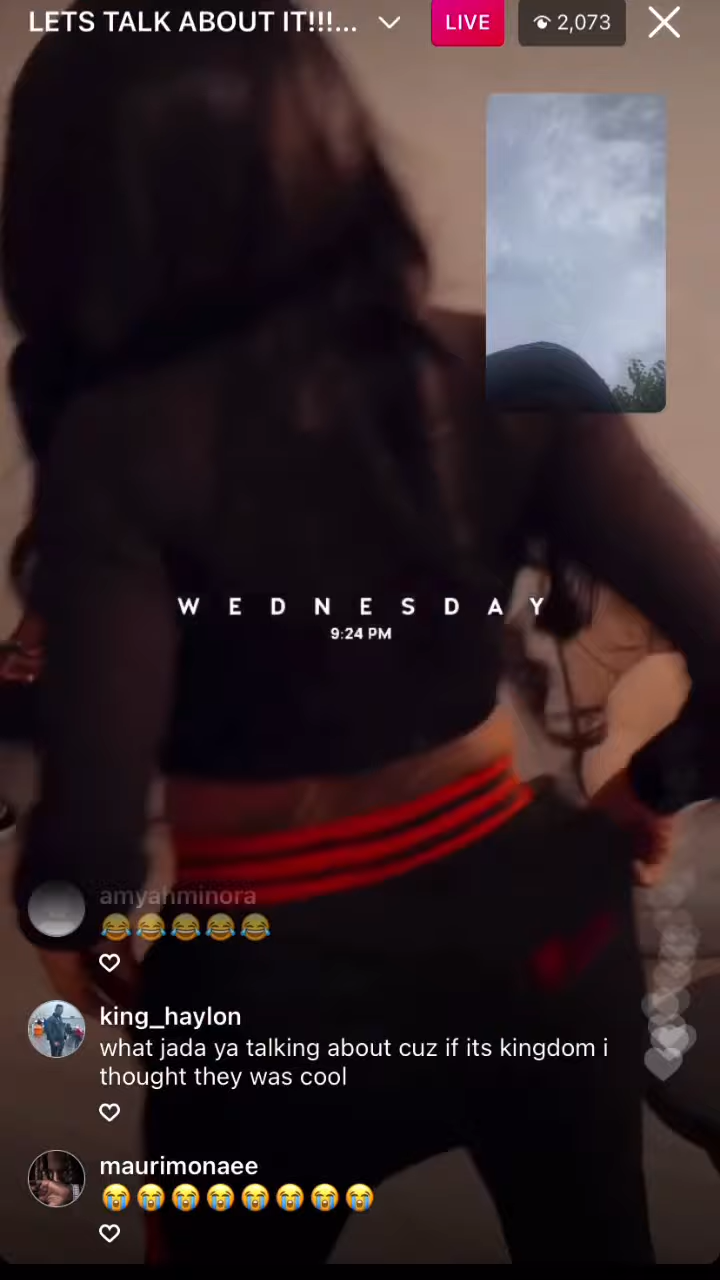 LETS TALK ABOUT IT!!!...
LIVE
2,073
W E D N E S D A Y
9:24 PM
amyahminora
😂😂😂😂😂
king_haylon
what jada ya talking about cuz if its kingdom i
thought they was cool
maurimonaee
😭😭😭😭😭😭😭😭